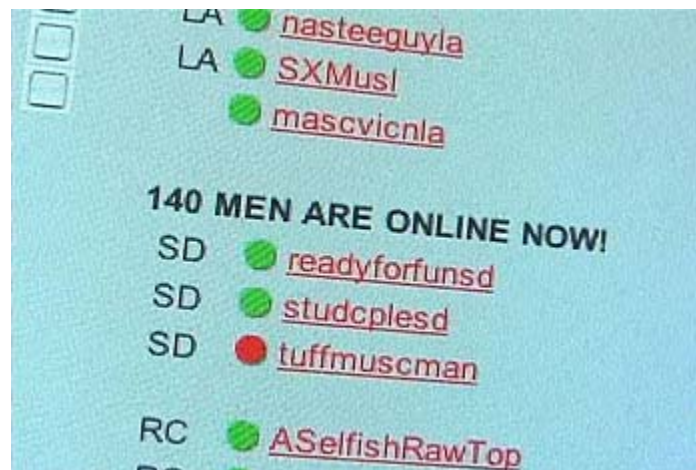 LA nasteeguyla
LA SXMusl
mascvicnla
140 MEN ARE ONLINE NOW!
SD readyforfunsd
SD studcplesd
SD tuffmuscman
RC ASelfishRawTop